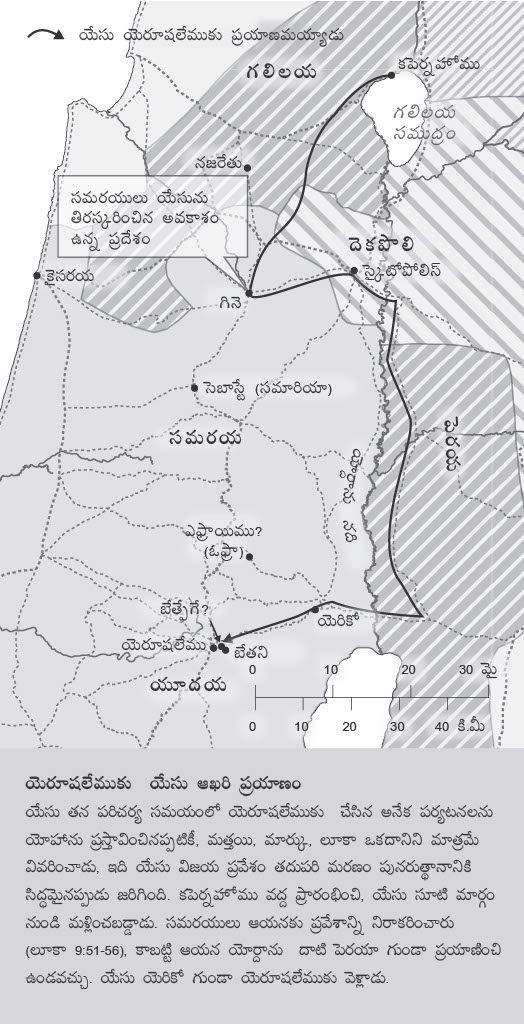 యేసు యెరూషలేముకు ప్రయాణమయ్యాడు
కపెర్నహోము
గలిలయ
గలిలయ
సముద్రం
నజరేతు
సమరయులు యేసును
తిరస్కరించిన అవకాశం
ఉన్న ప్రదేశం
దెకపొలి
స్కైటోపోలిస్
కైసరయ
గినె
సెబాస్టే (సమారియా)
సమరయ
పెరయ
యొర్దాను నది
ఎఫ్రాయిము?
(ఓఫ్రా)
బేత్ఫగే?
యెరికో
యెరూషలేము
బేతని
యూదయ
0 10 20 30 మై
0 10 20 30 40 కి.మీ
యెరూషలేముకు యేసు ఆఖరి ప్రయాణం
యేసు తన పరిచర్య సమయంలో యెరూషలేముకు చేసిన అనేక పర్యటనలను
యోహాను ప్రస్తావించినప్పటికీ, మత్తయి, మార్కు, లూకా ఒకదానిని మాత్రమే
వివరించాడు, ఇది యేసు విజయ ప్రవేశం తదుపరి మరణం పునరుత్థానానికి
సిద్ధమైనప్పుడు జరిగింది. కపెర్నహోము వద్ద ప్రారంభించి, యేసు సూటి మార్గం
నుండి మళ్లించబడ్డాడు. సమరయులు ఆయనకు ప్రవేశాన్ని నిరాకరించారు
(లూకా 9:51-56), కాబట్టి ఆయన యోర్దాను దాటి పెరయా గుండా ప్రయాణించి
ఉండవచ్చు. యేసు యెరికో గుండా యెరూషలేముకు వెళ్లాడు.